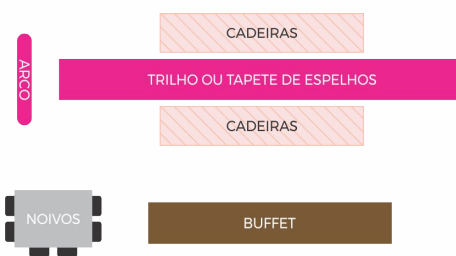 CADEIRAS
ARCO
TRILHO OU TAPETE DE ESPELHOS
CADEIRAS
NOIVOS
BUFFET